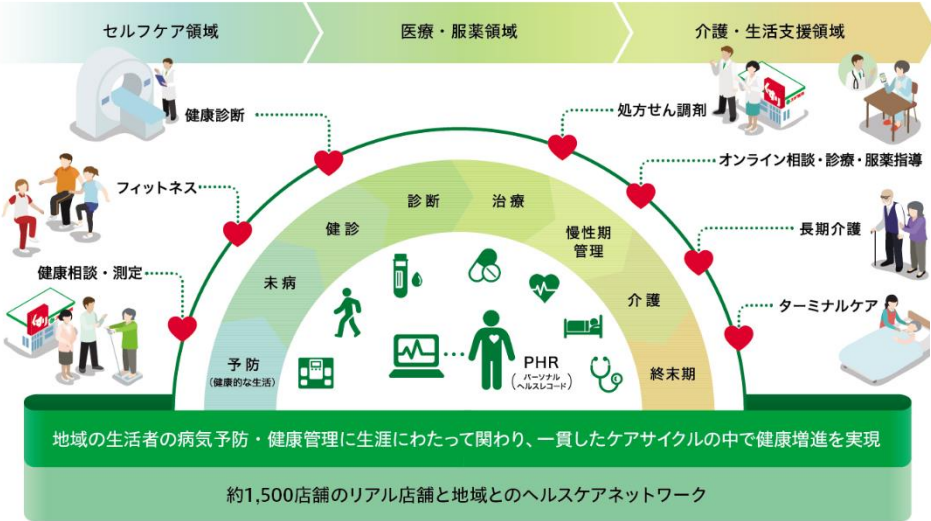 セルフケア領域
医療・服薬領域
介護・生活支援領域
健康診断
処方せん調剤
オンライン相談・診療・服薬指導
フィットネス
長期介護
健康相談・測定
ターミナルケア
予防
(健康的な生活)
未病
健診
診断
治療
慢性期
管理
介護
終末期
PHR
(パーソナル
ヘルスレコード)
地域の生活者の病気予防・健康管理に生涯にわたって関わり、一貫したケアサイクルの中で健康増進を実現
約1,500店舗のリアル店舗と地域とのヘルスケアネットワーク